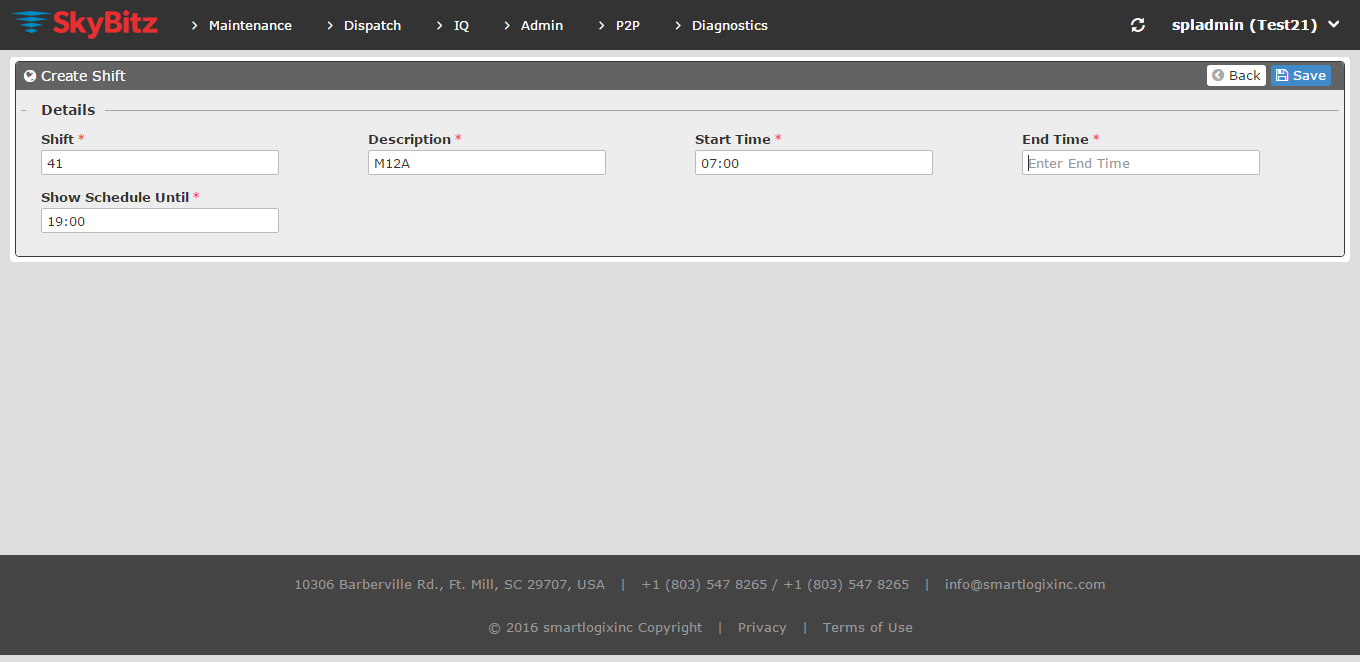 SkyBitz Maintenance Dispatch IQ Admin P2P Diagnostics spladmin (Test21)
Create Shift Back Save
Details
Shift * Description * Start Time * End Time *
41 M12A 07:00 Enter End Time
Show Schedule Until *
19:00
10306 Barberville Rd., Ft. Mill, SC 29707, USA | +1 (803) 547 8265 / +1 (803) 547 8265 | info@smartlogixinc.com
© 2016 smartlogixinc Copyright | Privacy | Terms of Use